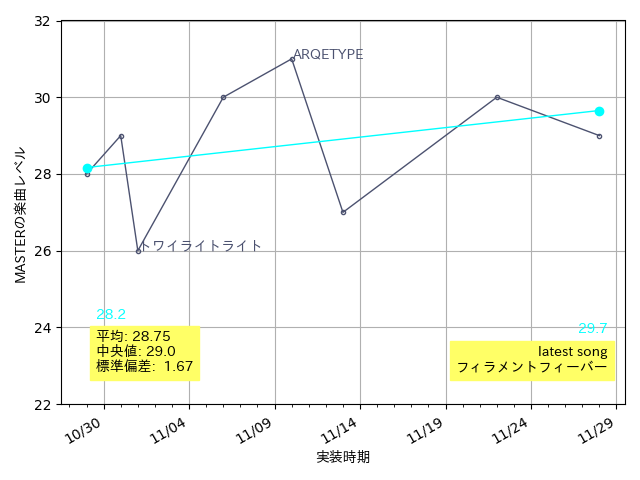 32
30
28
26
24
22
MASTERの楽曲レベル
ARQETYPE
トワイライトライト
28.2
平均: 28.75
中央値: 29.0
標準偏差: 1.67
29.7
latest song
フィラメントフィーバー
10/30
11/04
11/09
11/14
11/19
11/24
11/29
実装時期